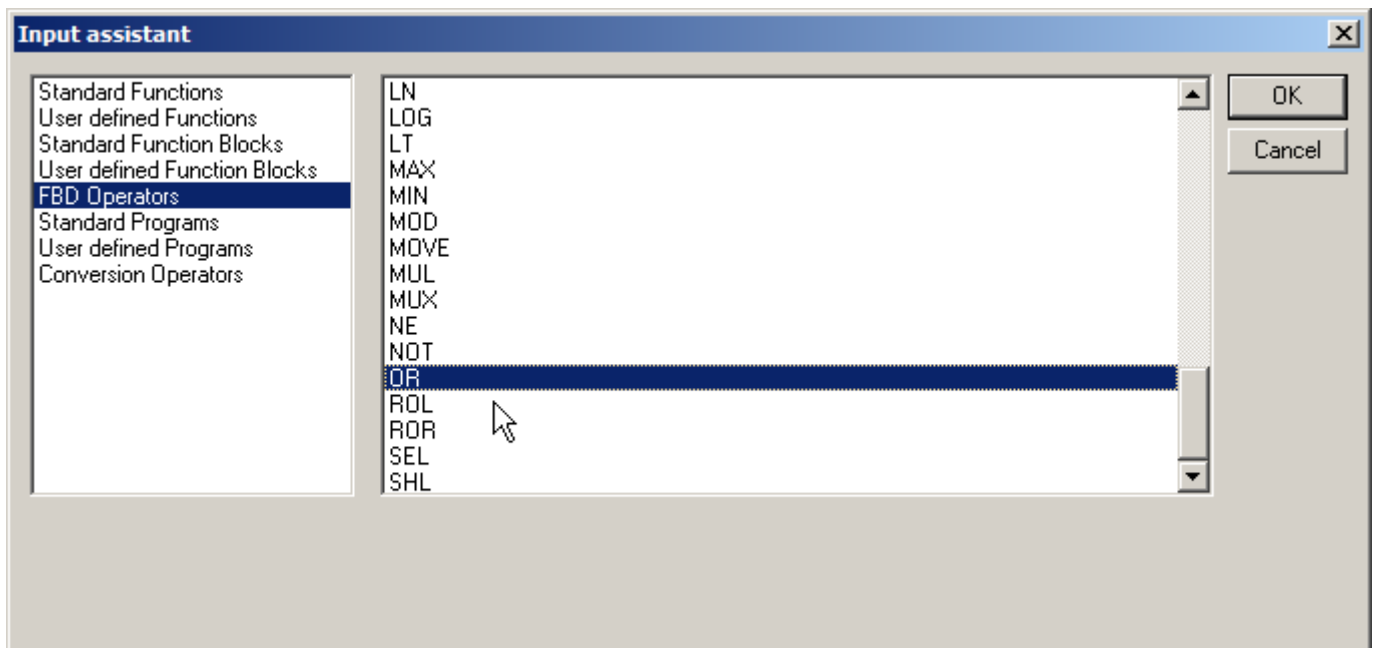 Input assistant
Standard Functions
User defined Functions
Standard Function Blocks
User defined Function Blocks
FBD Operators
Standard Programs
User defined Programs
Conversion Operators
LN
LOG
LT
MAX
MIN
MOD
MOVE
MUL
MUX
NE
NOT
OR
ROL
ROR
SEL
SHL
OK
Cancel